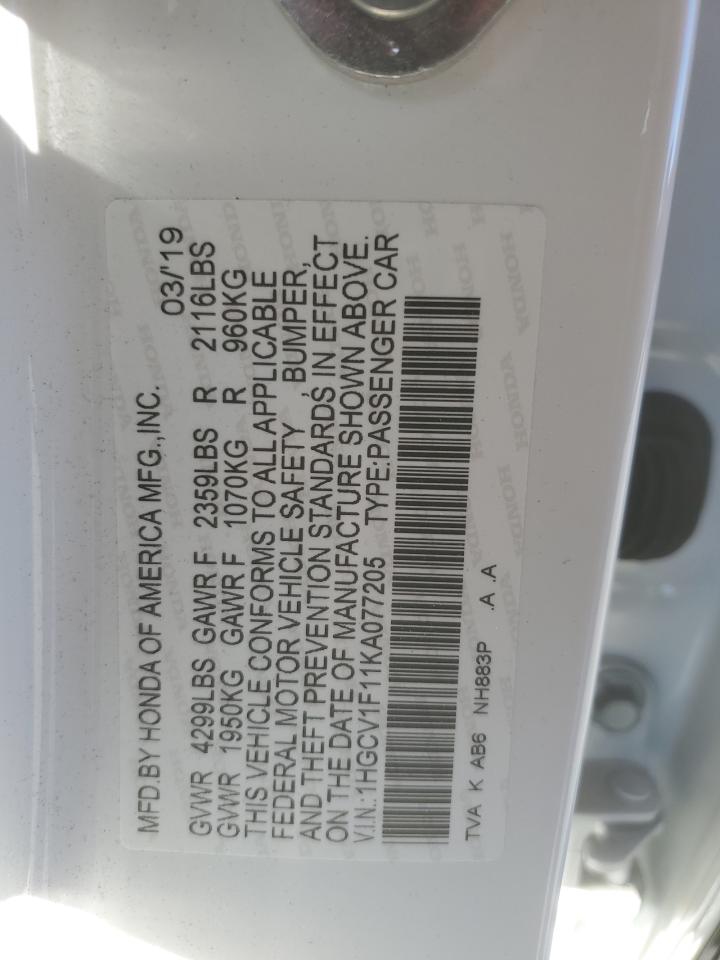 MFD.BY HONDA OF AMERICA MFG.,INC. 03/'19
GVWR 4299LBS GAWR F 2359LBS R 2116LBS
GVWR 1950KG GAWR F 1070KG R 960KG
THIS VEHICLE CONFORMS TO ALL APPLICABLE
FEDERAL MOTOR VEHICLE SAFETY , BUMPER,
AND THEFT PREVENTION STANDARDS IN EFFECT
ON THE DATE OF MANUFACTURE SHOWN ABOVE.
V.I.N.:1HGCV1F11KA077205 TYPE:PASSENGER CAR
TVA K AB6 NH883P .A .A